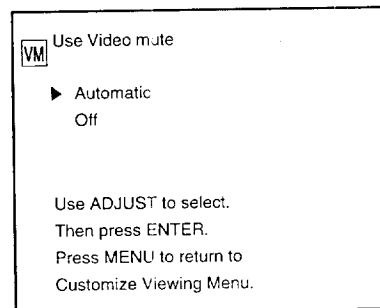 Use Video mute
VM
▶ Automatic
Off
Use ADJUST to select.
Then press ENTER.
Press MENU to return to
Customize Viewing Menu.